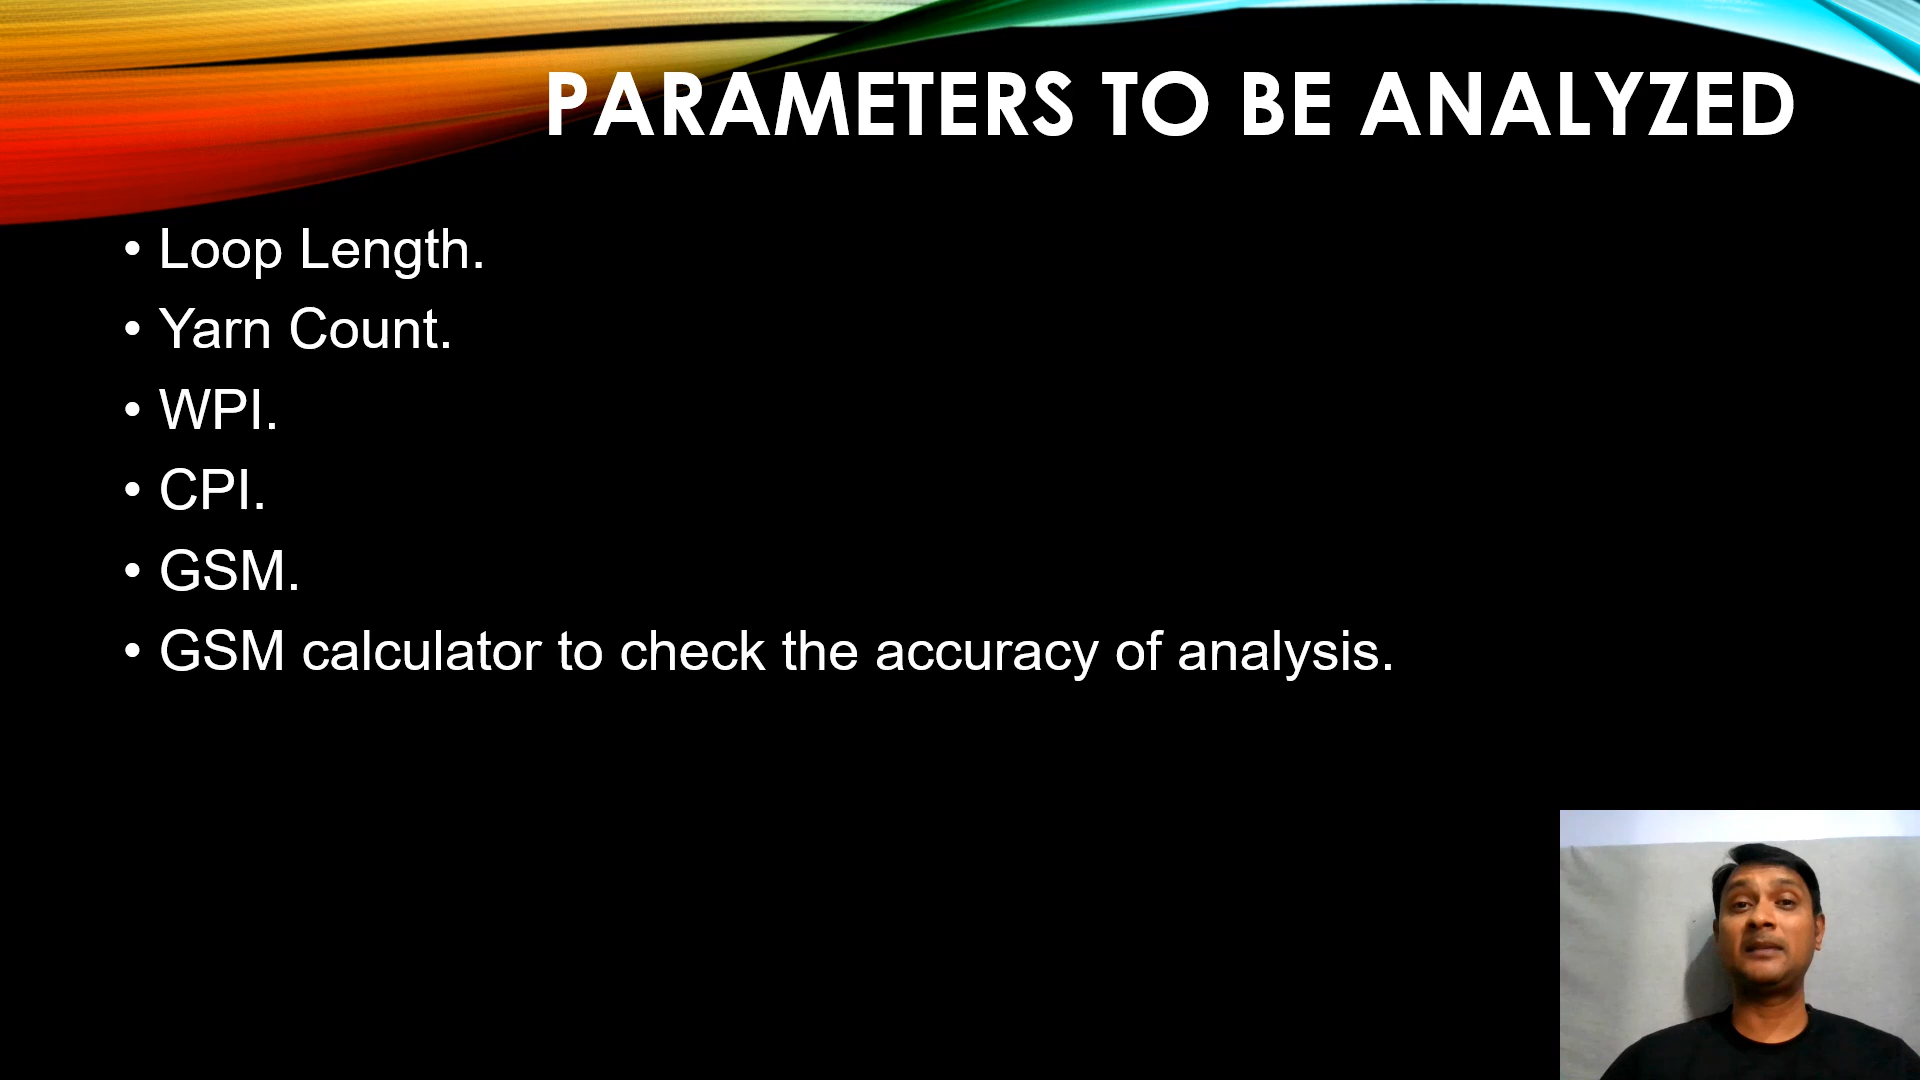 PARAMETERS TO BE ANALYZED
• Loop Length.
• Yarn Count.
• WPI.
• CPI.
• GSM.
• GSM calculator to check the accuracy of analysis.